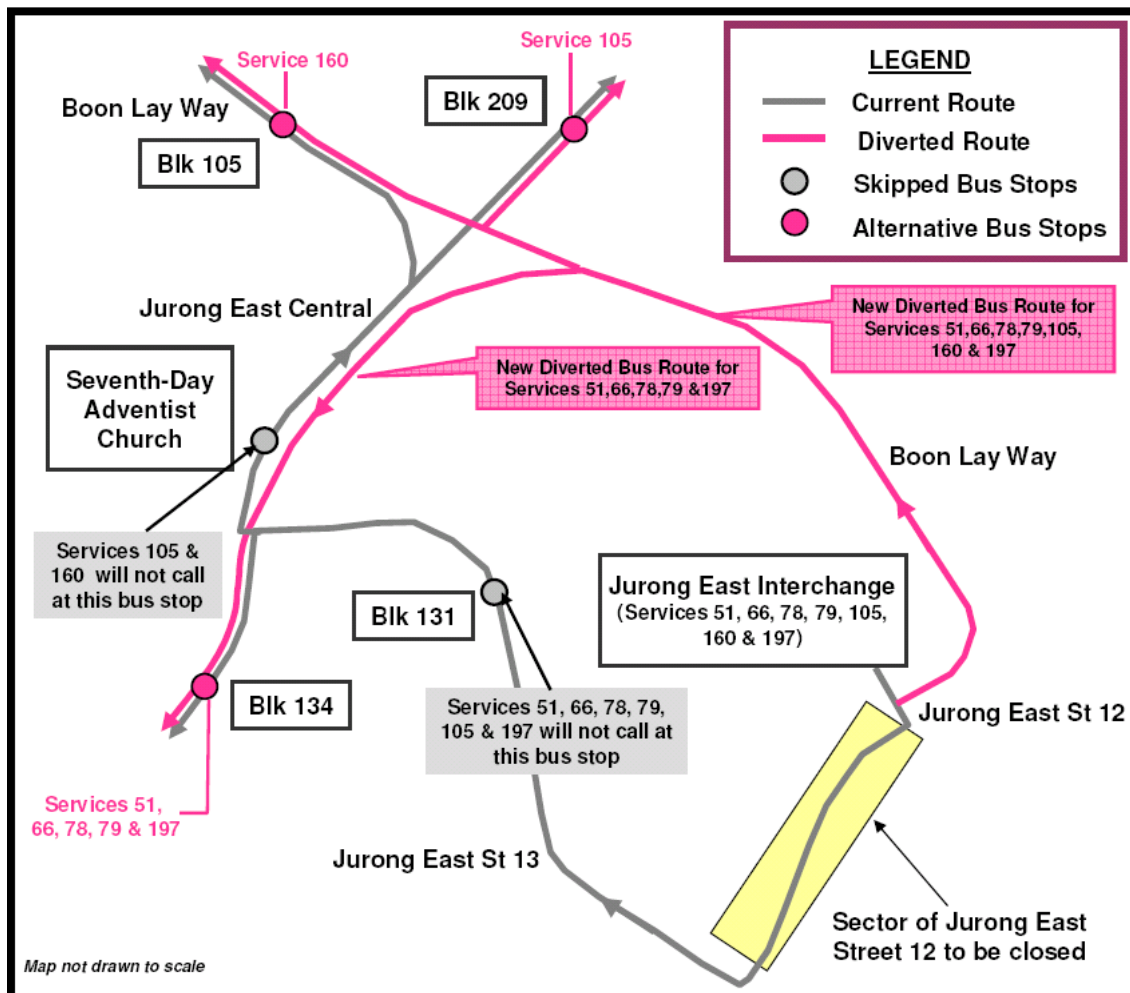 Service 160
Service 105
Boon Lay Way
Blk 209
Blk 105
LEGEND
Current Route
Diverted Route
Skipped Bus Stops
Alternative Bus Stops
Jurong East Central
New Diverted Bus Route for
Services 51,66,78,79,105,
160 & 197
New Diverted Bus Route for
Services 51,66,78,79 &197
Seventh-Day
Adventist
Church
Boon Lay Way
Services 105 &
160 will not call
at this bus stop
Blk 131
Jurong East Interchange
(Services 51, 66, 78, 79, 105,
160 & 197)
Blk 134
Services 51, 66, 78, 79,
105 & 197 will not call at
this bus stop
Jurong East St 12
Services 51,
66, 78, 79 & 197
Jurong East St 13
Sector of Jurong East
Street 12 to be closed
Map not drawn to scale